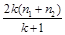 2k(n₁ + n₂)
k + 1